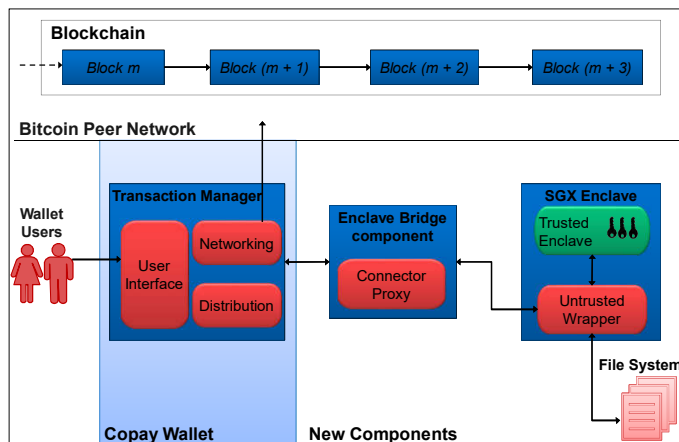 Blockchain
Block m
Block (m + 1)
Block (m + 2)
Block (m + 3)
Bitcoin Peer Network
Transaction Manager
SGX Enclave
Wallet
Users
User
Interface
Networking
Distribution
Enclave Bridge
component
Connector
Proxy
Trusted
Enclave
Untrusted
Wrapper
File System
Copay Wallet
New Components